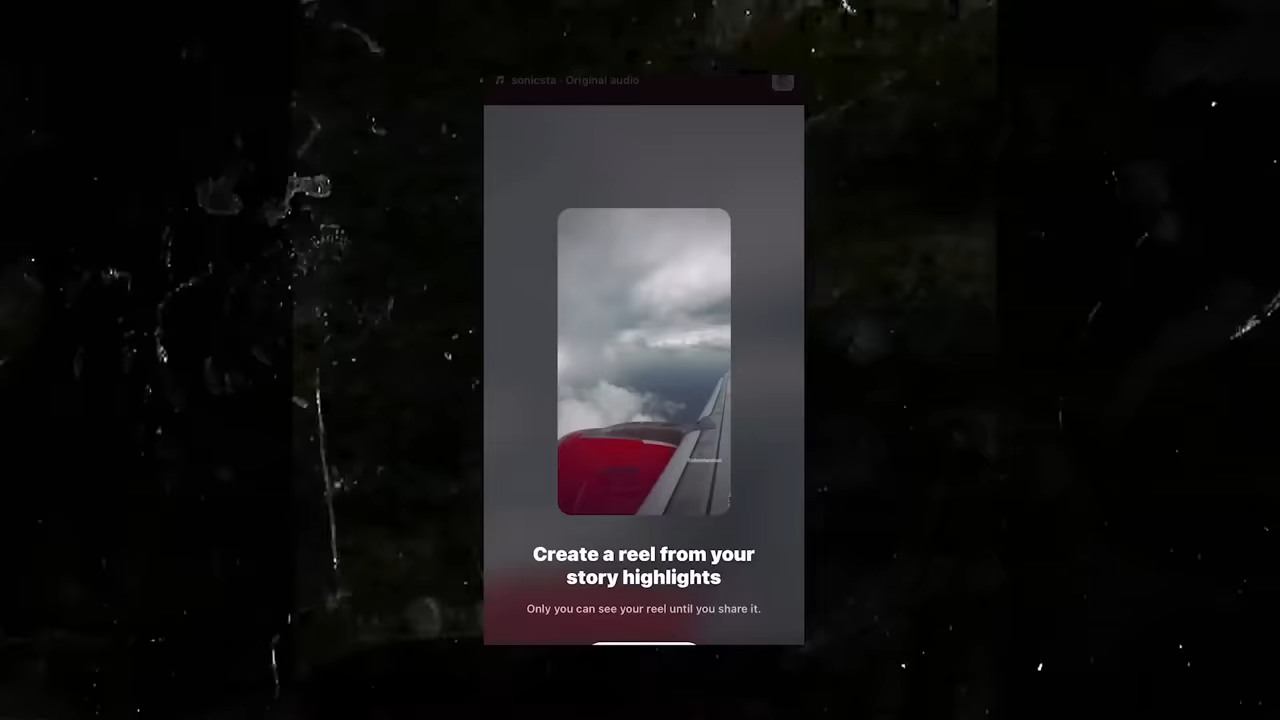 sonicsta · Original audio
Create a reel from your
story highlights
Only you can see your reel until you share it.